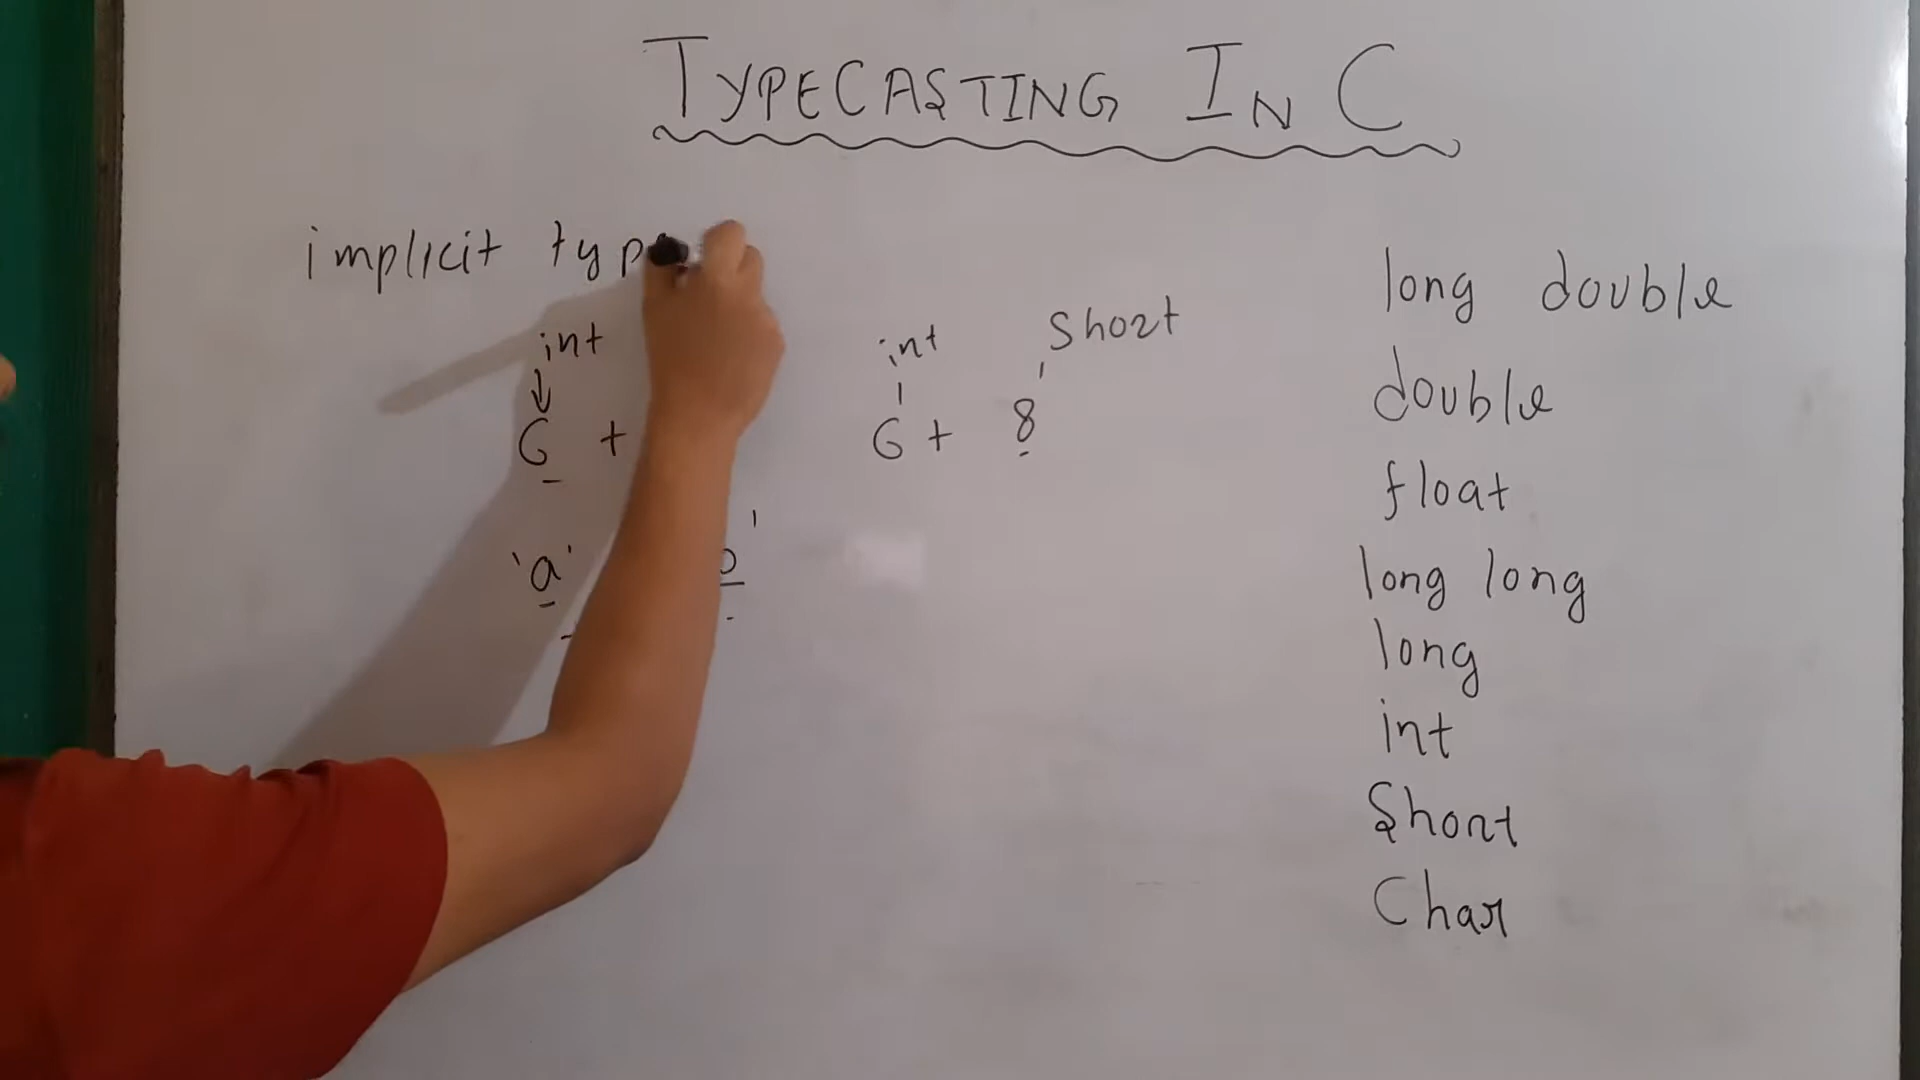 TYPECASTING IN C
implicit type
int
int
short
6 +
6 + 8
'a'
long double
double
float
long long
long
int
Short
Char